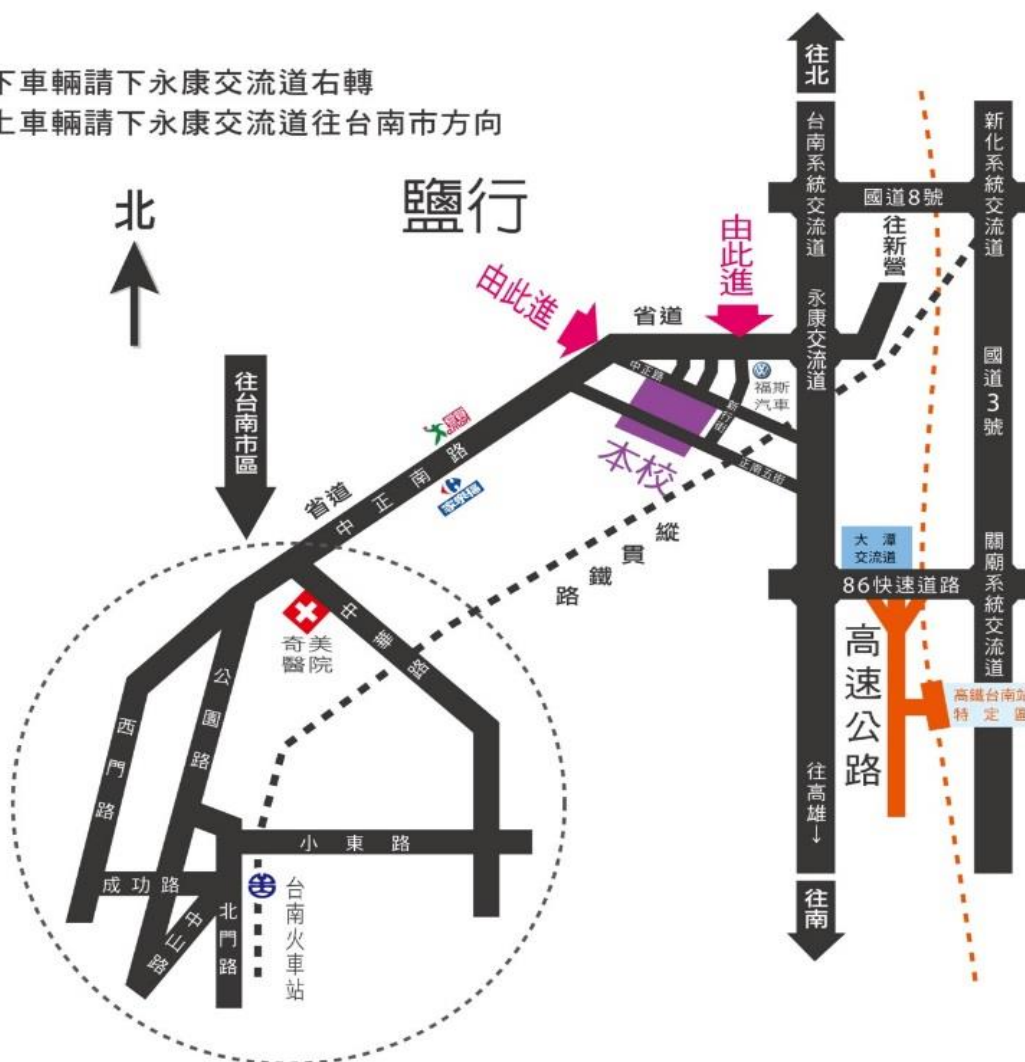 下車輛請下永康交流道右轉
上車輛請下永康交流道往台南市方向
北
鹽行
往北
台南系統交流道
新化系統交流道
國道8號
往新營
由此進
由此進
省道
永康交流道
國道3號
中正路
福斯
汽車
新行街
正南五街
本校
往台南市區
家樂福
省道
中正南路
縱貫鐵路
大潭
交流道
86快速道路
關廟系統交流道
高速公路
高鐵台南站
特定區
奇美
醫院
中華路
公園路
西門路
往高雄↓
小東路
成功路
中山路
北門路
台南火車站
往南